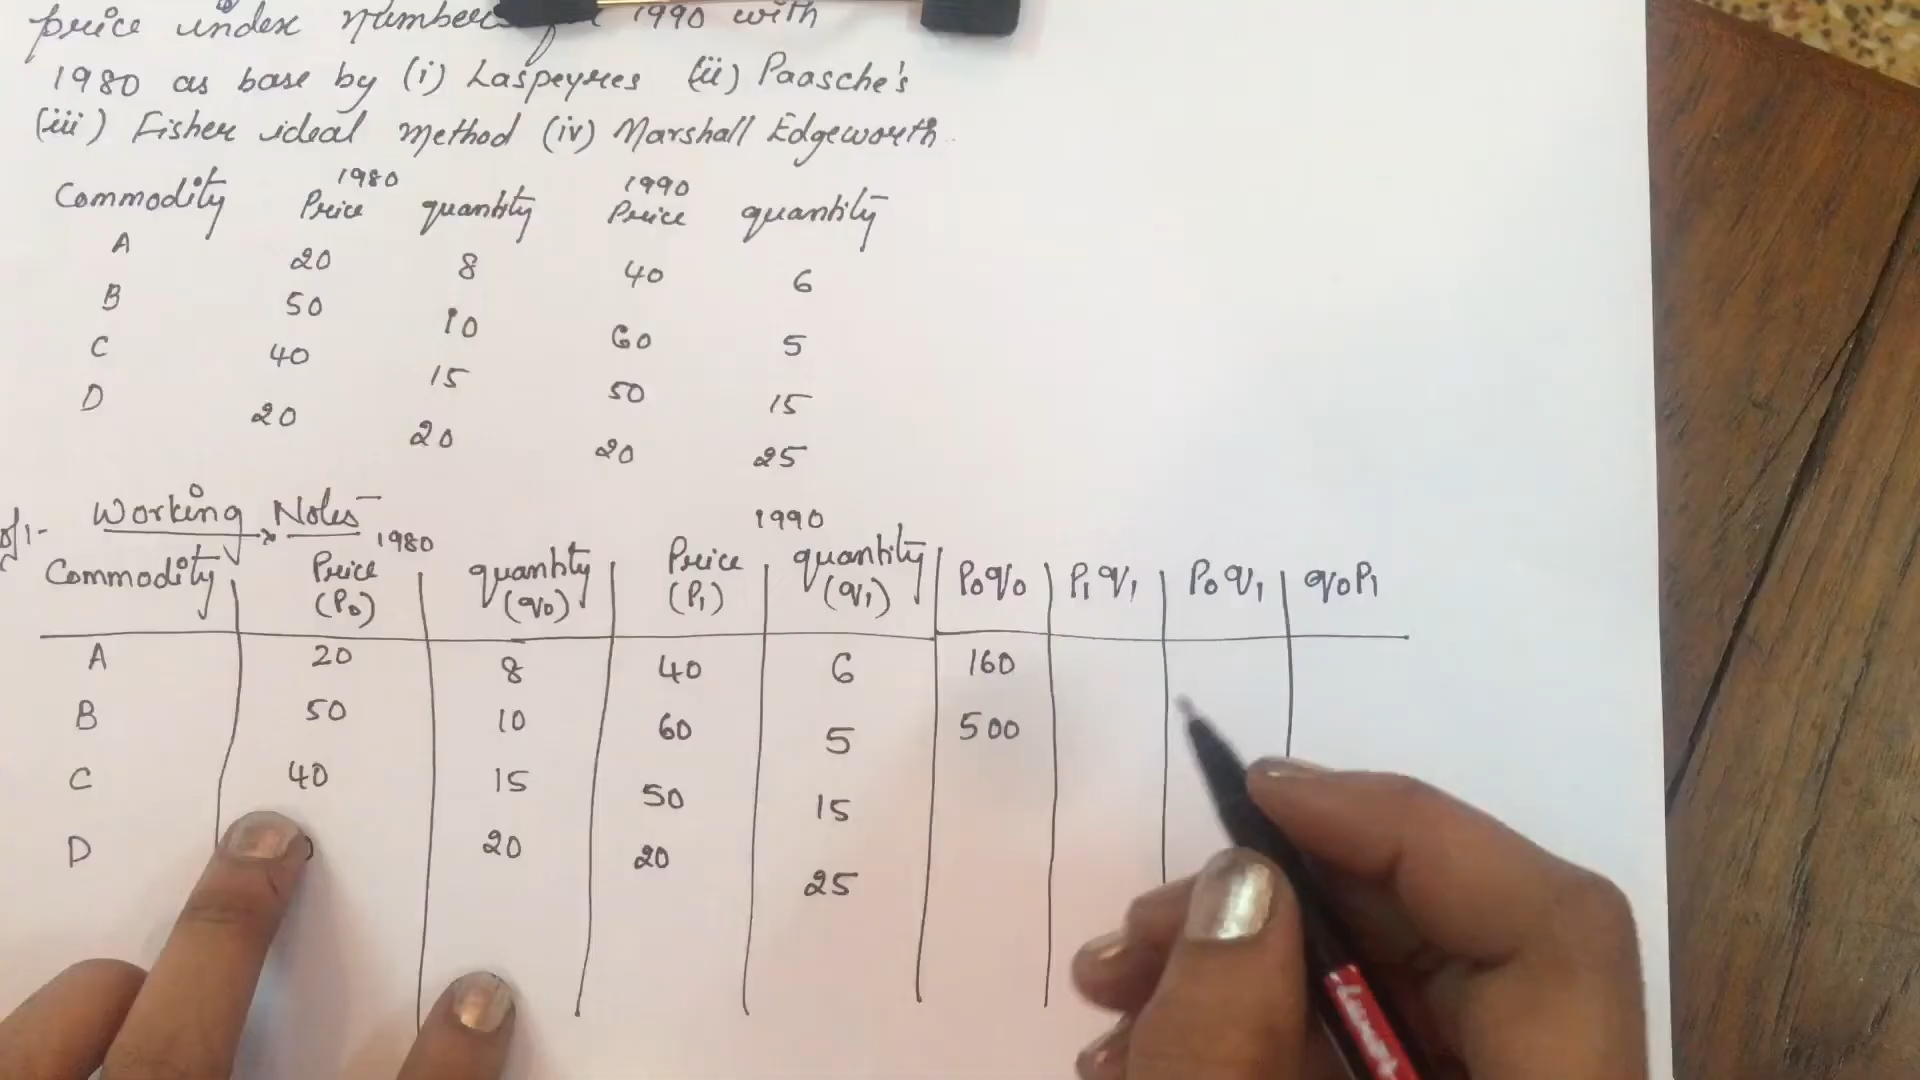 price index number 1990 with
1980 as base by (i) Laspeyres (ii) Paasche's
(iii) Fisher ideal method (iv) Marshall Edgeworth
1980 1990
Commodity Price quantity Price quantity
A 20 8 40 6
B 50 10 60 5
C 40 15 50 15
D 20 20 20 25
Working Notes
1980 1990
Commodity Price (P0) quantity (q0) Price (P1) quantity (q1) P0q0 P1q1 P0q1 q0P1
A 20 8 40 6 160
B 50 10 60 5 500
C 40 15 50 15
D 20 20 25